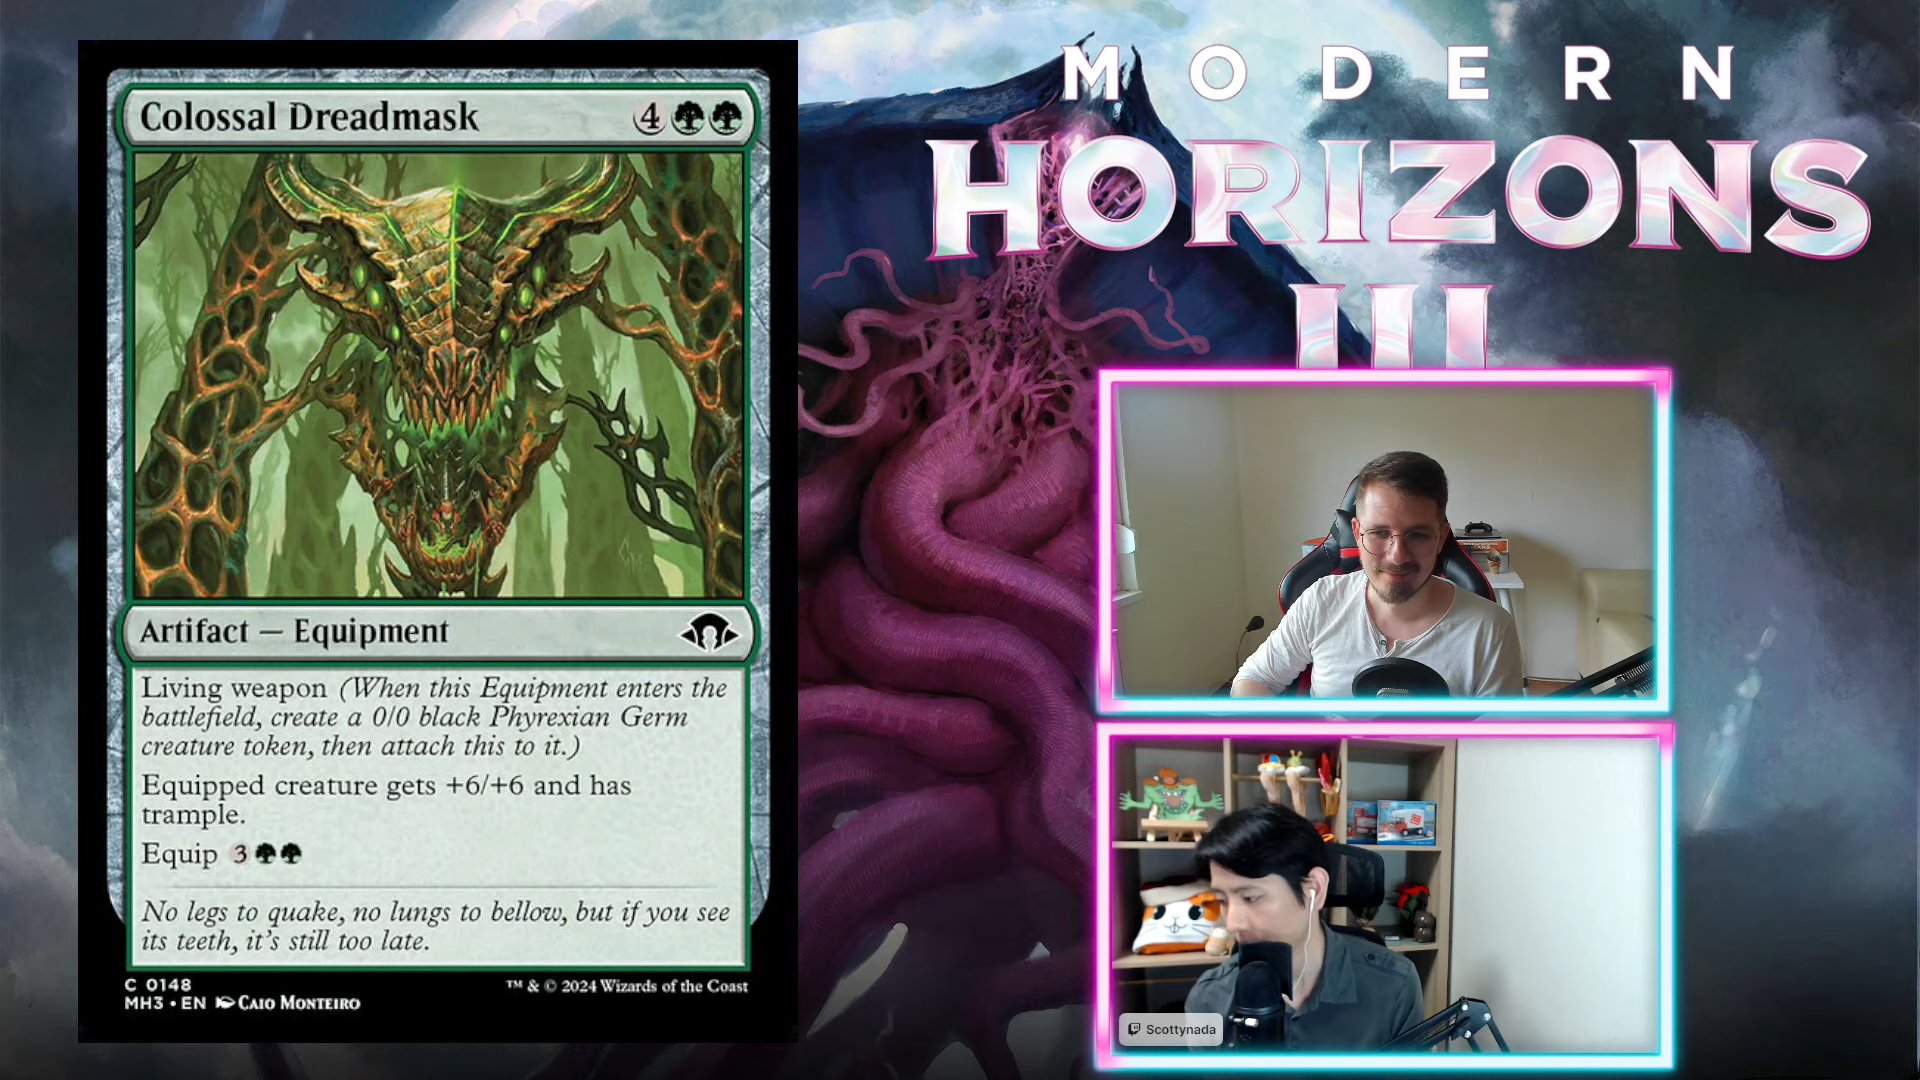 Colossal Dreadmask
4
Artifact — Equipment
Living weapon (When this Equipment enters the
battlefield, create a 0/0 black Phyrexian Germ
creature token, then attach this to it.)
Equipped creature gets +6/+6 and has
trample.
Equip 3
No legs to quake, no lungs to bellow, but if you see
its teeth, it's still too late.
C 0148
MH3 • EN CAIO MONTEIRO
™ & © 2024 Wizards of the Coast
MODERN
HORIZONS
III
MARS
Scottynada